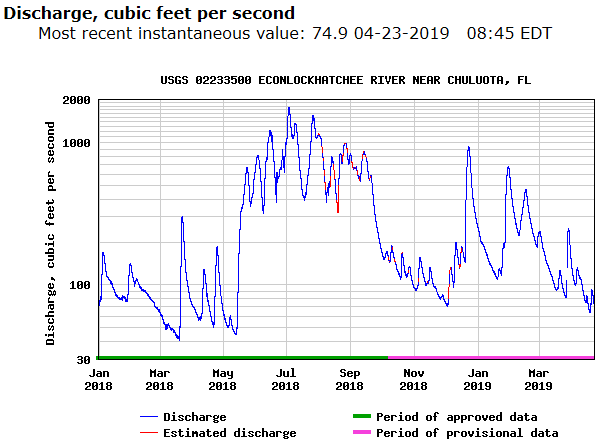 Discharge, cubic feet per second
Most recent instantaneous value: 74.9 04-23-2019 08:45 EDT
USGS 02233500 ECONLOCKHATCHEE RIVER NEAR CHULUOTA, FL
Discharge, cubic feet per second
2000
1000
100
30
Jan Mar May Jul Sep Nov Jan Mar
2018 2018 2018 2018 2018 2018 2019 2019
Discharge Period of approved data
Estimated discharge Period of provisional data